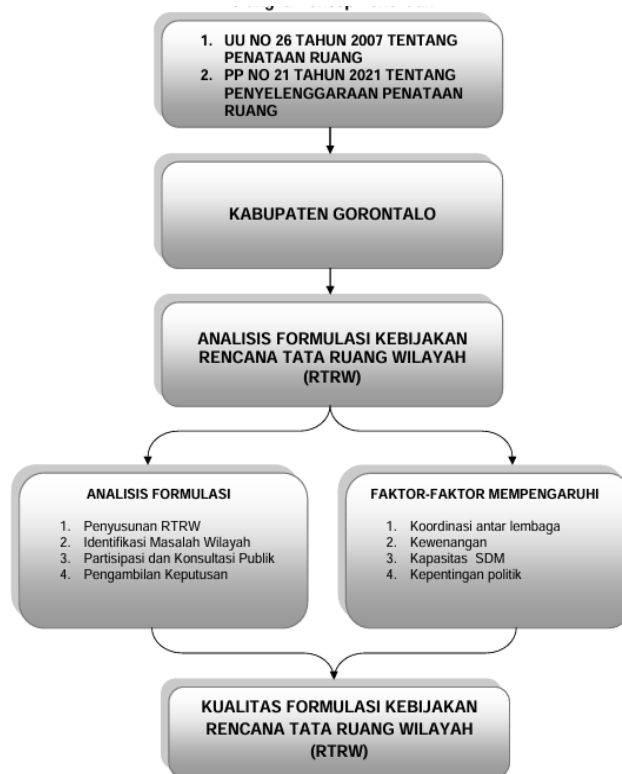 1. UU NO 26 TAHUN 2007 TENTANG
PENATAAN RUANG
2. PP NO 21 TAHUN 2021 TENTANG
PENYELENGGARAAN PENATAAN
RUANG
KABUPATEN GORONTALO
ANALISIS FORMULASI KEBIJAKAN
RENCANA TATA RUANG WILAYAH
(RTRW)
ANALISIS FORMULASI
1. Penyusunan RTRW
2. Identifikasi Masalah Wilayah
3. Partisipasi dan Konsultasi Publik
4. Pengambilan Keputusan
FAKTOR-FAKTOR MEMPENGARUHI
1. Koordinasi antar lembaga
2. Kewenangan
3. Kapasitas SDM
4. Kepentingan politik
KUALITAS FORMULASI KEBIJAKAN
RENCANA TATA RUANG WILAYAH
(RTRW)